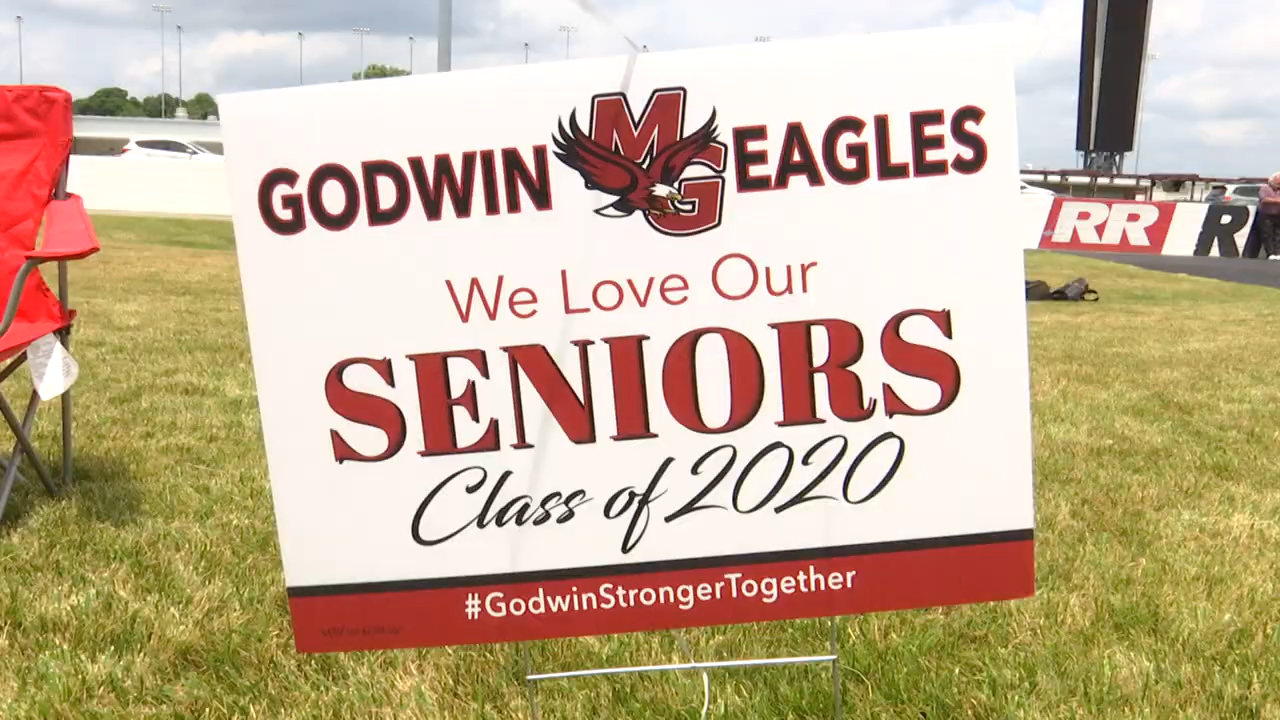 GODWIN MG EAGLES
We Love Our
SENIORS
Class of 2020
#GodwinStrongerTogether
RR R